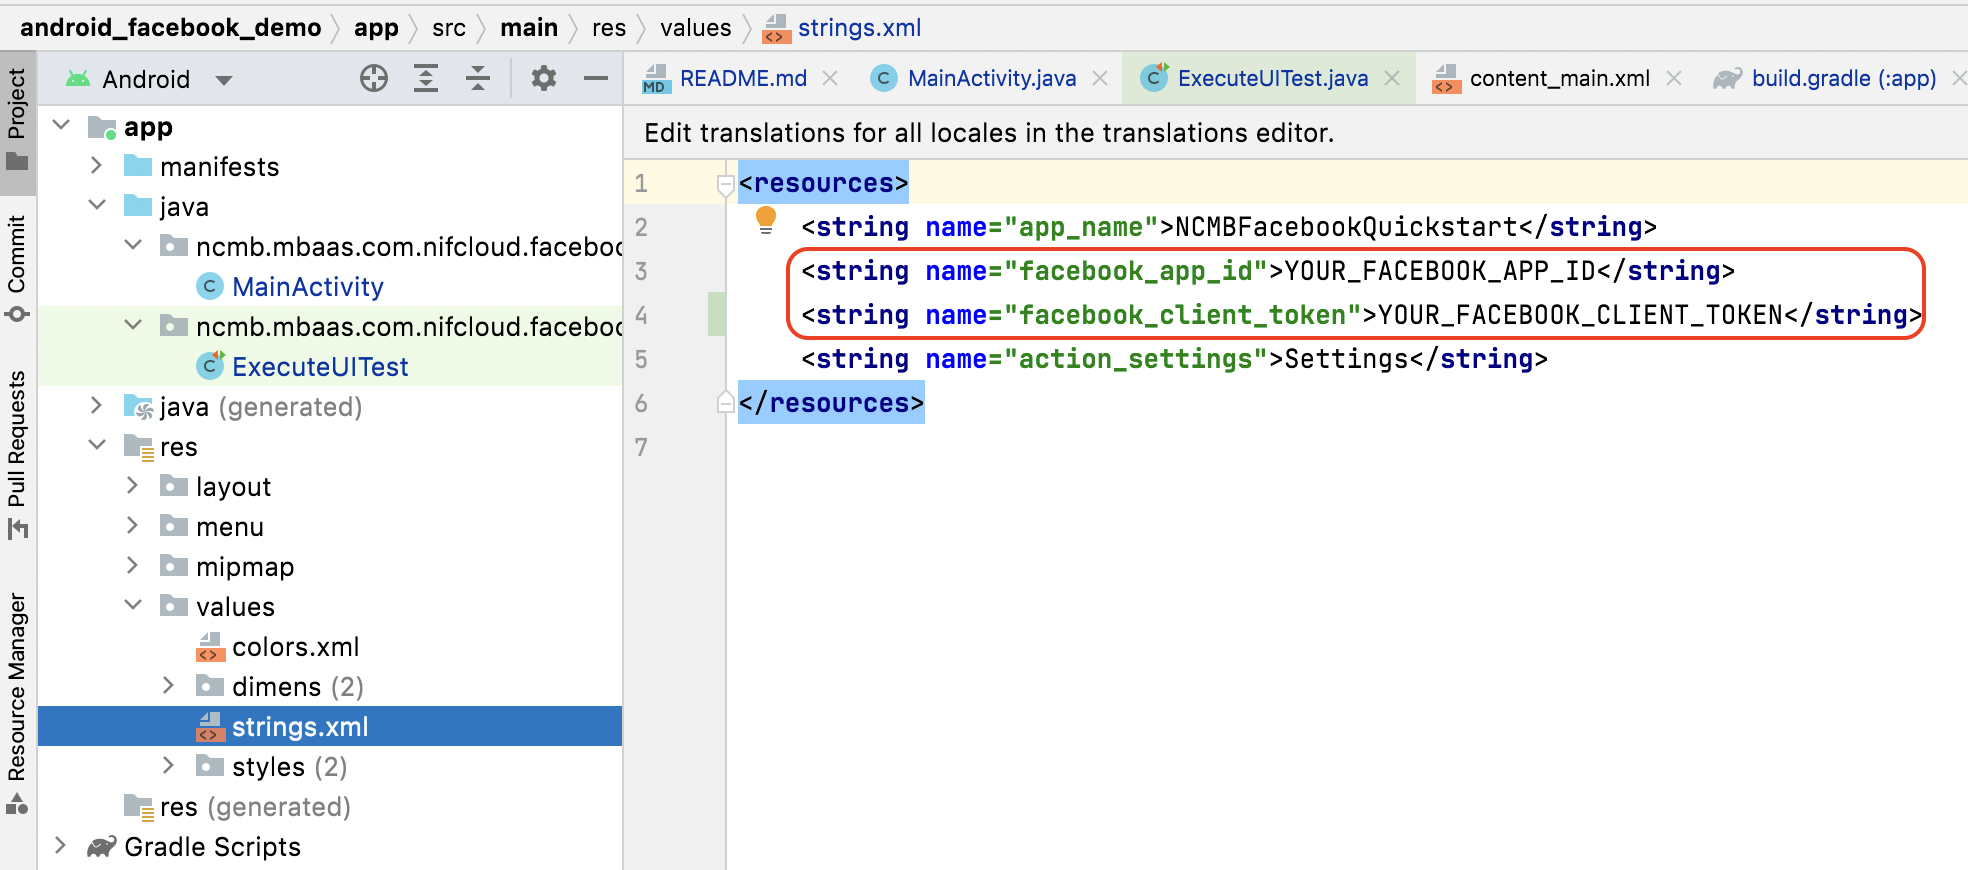 android_facebook_demo app src main res values strings.xml
Project
Commit
Pull Requests
Resource Manager
Android
app
manifests
java
ncmb.mbaas.com.nifcloud.faceboo
MainActivity
ncmb.mbaas.com.nifcloud.faceboo
ExecuteUITest
java (generated)
res
layout
menu
mipmap
values
colors.xml
dimens (2)
strings.xml
styles (2)
res (generated)
Gradle Scripts
README.md MainActivity.java ExecuteUITest.java content_main.xml build.gradle (:app)
Edit translations for all locales in the translations editor.
1 <resources>
2 <string name="app_name">NCMBFacebookQuickstart</string>
3 <string name="facebook_app_id">YOUR_FACEBOOK_APP_ID</string>
4 <string name="facebook_client_token">YOUR_FACEBOOK_CLIENT_TOKEN</string>
5 <string name="action_settings">Settings</string>
6 </resources>
7